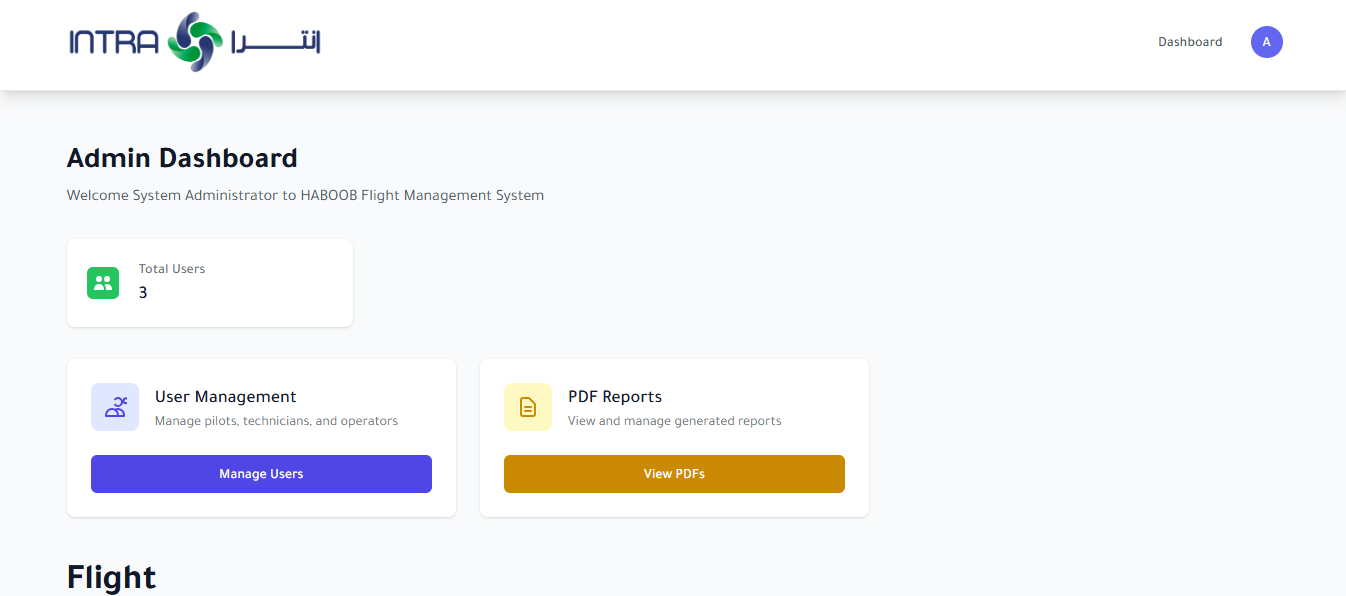 INTRA انترا
Dashboard
A
Admin Dashboard
Welcome System Administrator to HABOOB Flight Management System
Total Users
3
User Management
Manage pilots, technicians, and operators
Manage Users
PDF Reports
View and manage generated reports
View PDFs
Flight